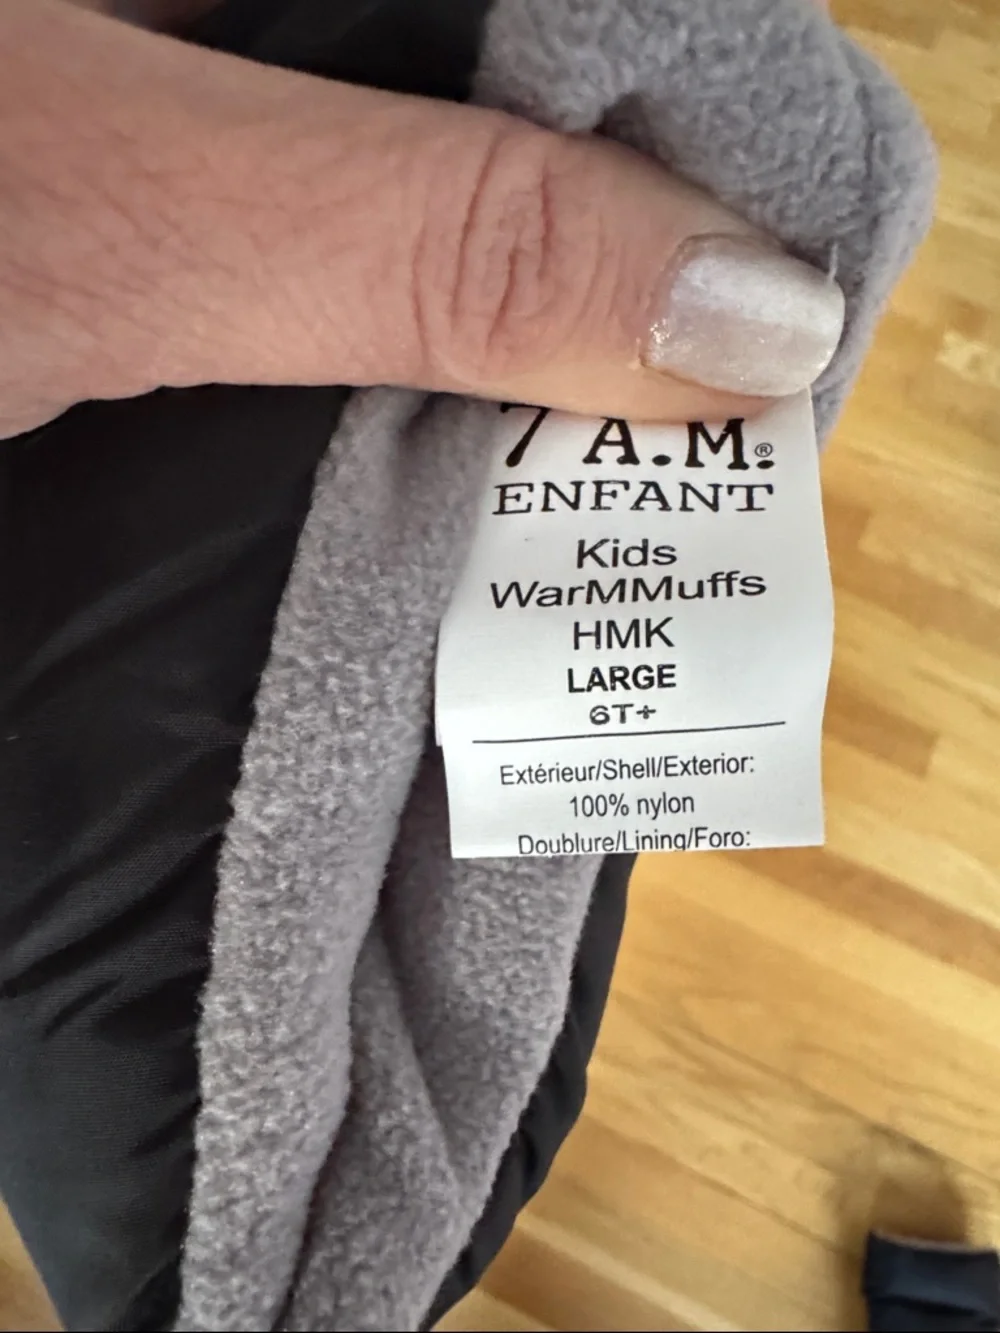 7 A.M.®
ENFANT
Kids
WarMMuffs
HMK
LARGE
6T+
Extérieur/Shell/Exterior:
100% nylon
Doublure/Lining/Foro: